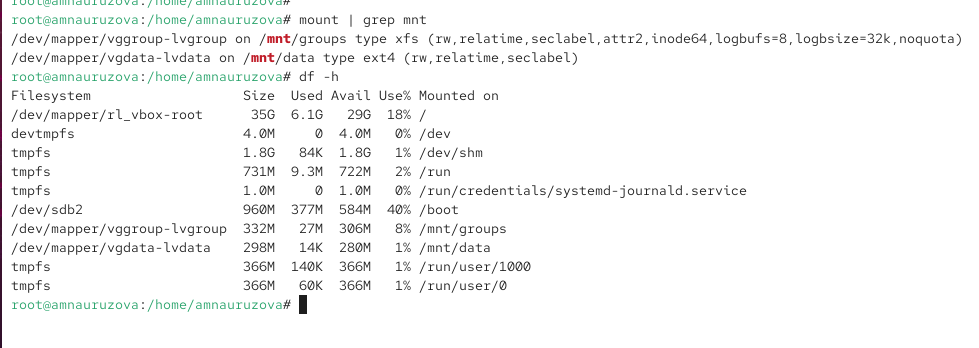 root@amnauruzova:/home/amnauruzova#
root@amnauruzova:/home/amnauruzova# mount | grep mnt
/dev/mapper/vggroup-lvgroup on /mnt/groups type xfs (rw,relatime,seclabel,attr2,inode64,logbufs=8,logbsize=32k,noquota)
/dev/mapper/vgdata-lvdata on /mnt/data type ext4 (rw,relatime,seclabel)
root@amnauruzova:/home/amnauruzova# df -h
Filesystem                   Size  Used Avail Use% Mounted on
/dev/mapper/rl_vbox-root      35G  6.1G   29G  18% /
devtmpfs                     4.0M     0  4.0M   0% /dev
tmpfs                        1.8G   84K  1.8G   1% /dev/shm
tmpfs                        731M  9.3M  722M   2% /run
tmpfs                        1.0M     0  1.0M   0% /run/credentials/systemd-journald.service
/dev/sdb2                    960M  377M  584M  40% /boot
/dev/mapper/vggroup-lvgroup  332M   27M  306M   8% /mnt/groups
/dev/mapper/vgdata-lvdata    298M   14K  280M   1% /mnt/data
tmpfs                        366M  140K  366M   1% /run/user/1000
tmpfs                        366M   60K  366M   1% /run/user/0
root@amnauruzova:/home/amnauruzova#